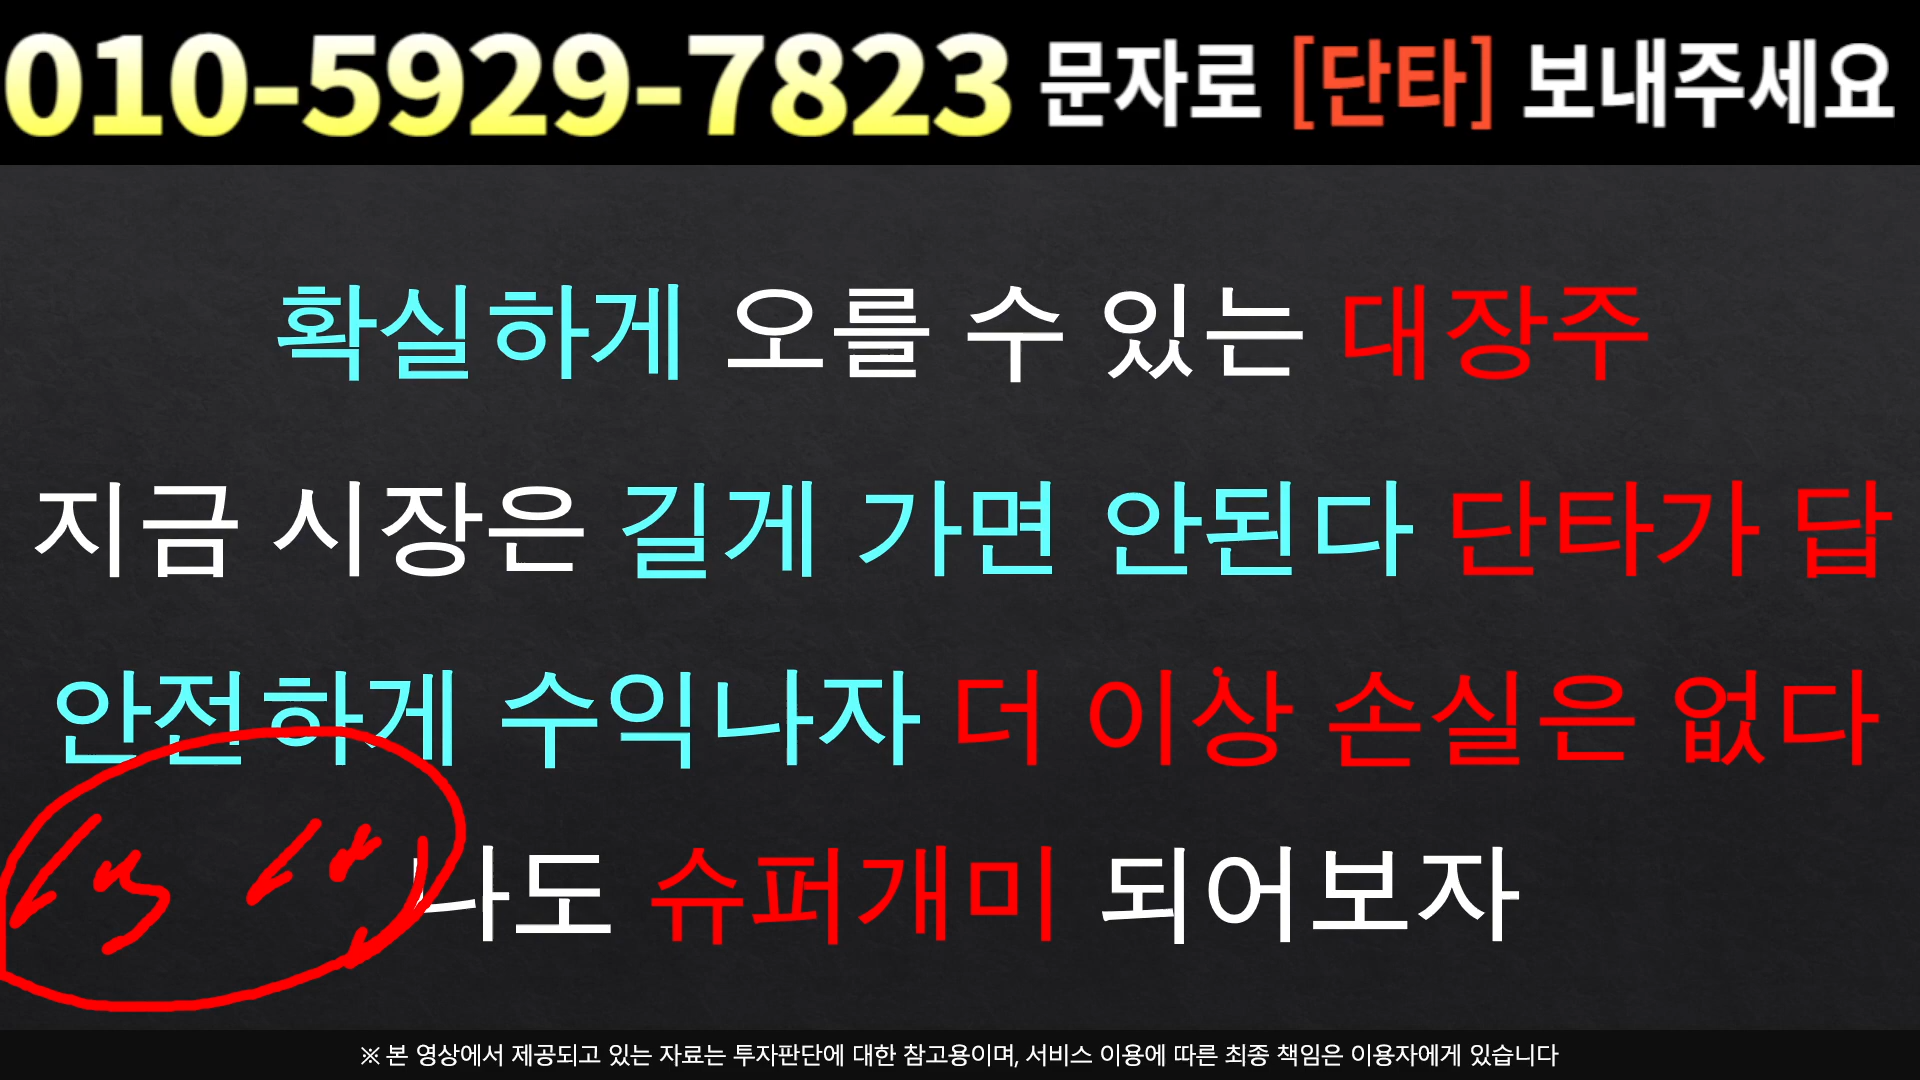 010-5929-7823 문자로 [단타] 보내주세요
확실하게 오를 수 있는 대장주
지금 시장은 길게 가면 안된다 단타가 답
안전하게 수익나자 더 이상 손실은 없다
나도 슈퍼개미 되어보자
※ 본 영상에서 제공되고 있는 자료는 투자판단에 대한 참고용이며, 서비스 이용에 따른 최종 책임은 이용자에게 있습니다